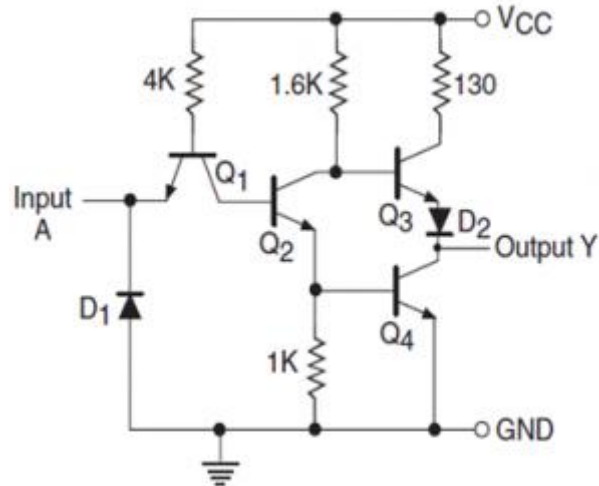 VCC
4K
1.6K
130
Q1
Input
A
Q3
D2
Q2
Output Y
D1
Q4
1K
GND